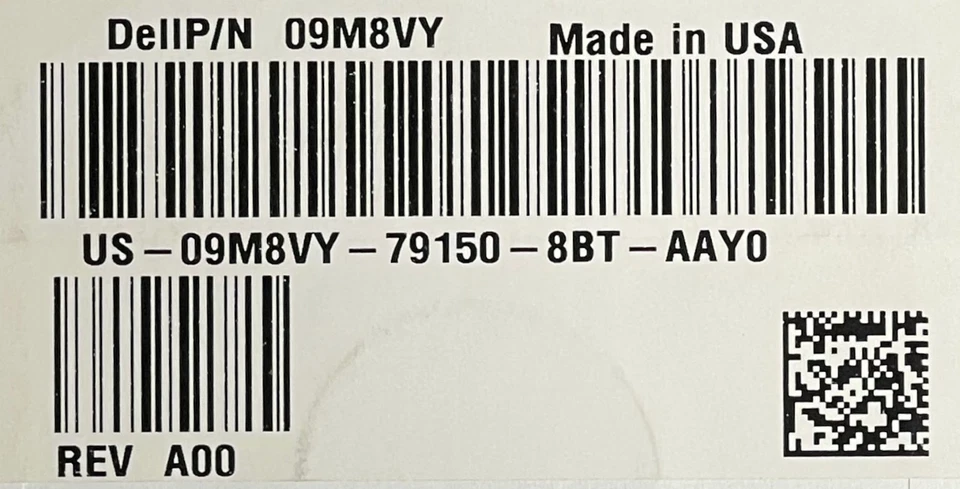 DellP/N 09M8VY Made in USA
US-09M8VY-79150-8BT-AAY0
REV A00